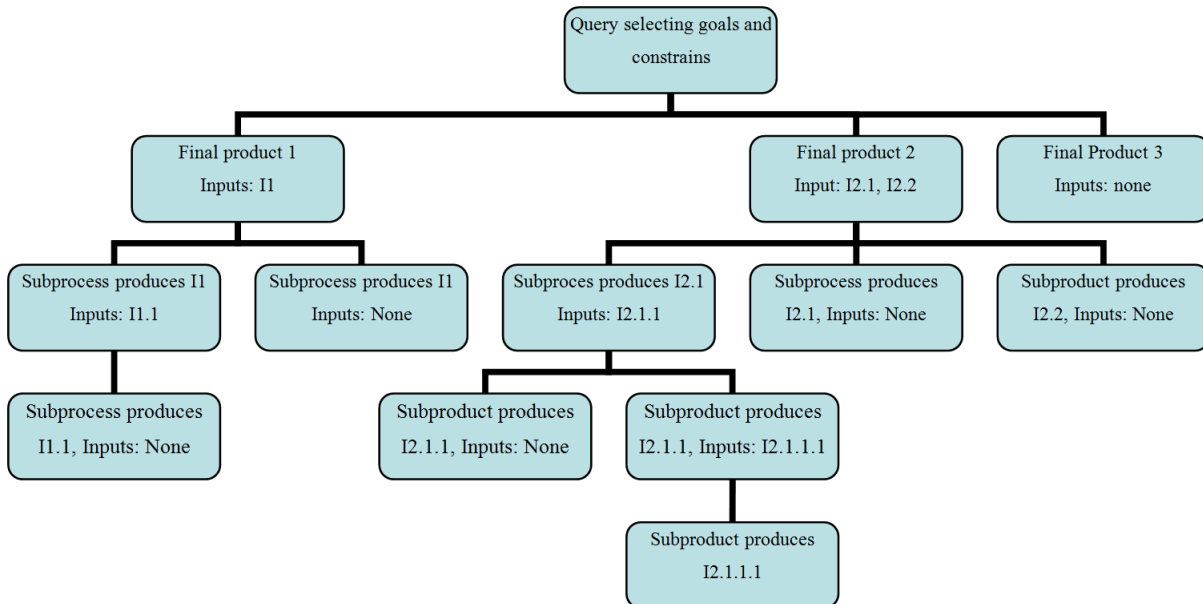 Query selecting goals and
constrains
Final product 1
Inputs: I1
Final product 2
Input: I2.1, I2.2
Final Product 3
Inputs: none
Subprocess produces I1
Inputs: I1.1
Subprocess produces I1
Inputs: None
Subproces produces I2.1
Inputs: I2.1.1
Subprocess produces
I2.1, Inputs: None
Subproduct produces
I2.2, Inputs: None
Subprocess produces
I1.1, Inputs: None
Subproduct produces
I2.1.1, Inputs: None
Subproduct produces
I2.1.1, Inputs: I2.1.1.1
Subproduct produces
I2.1.1.1